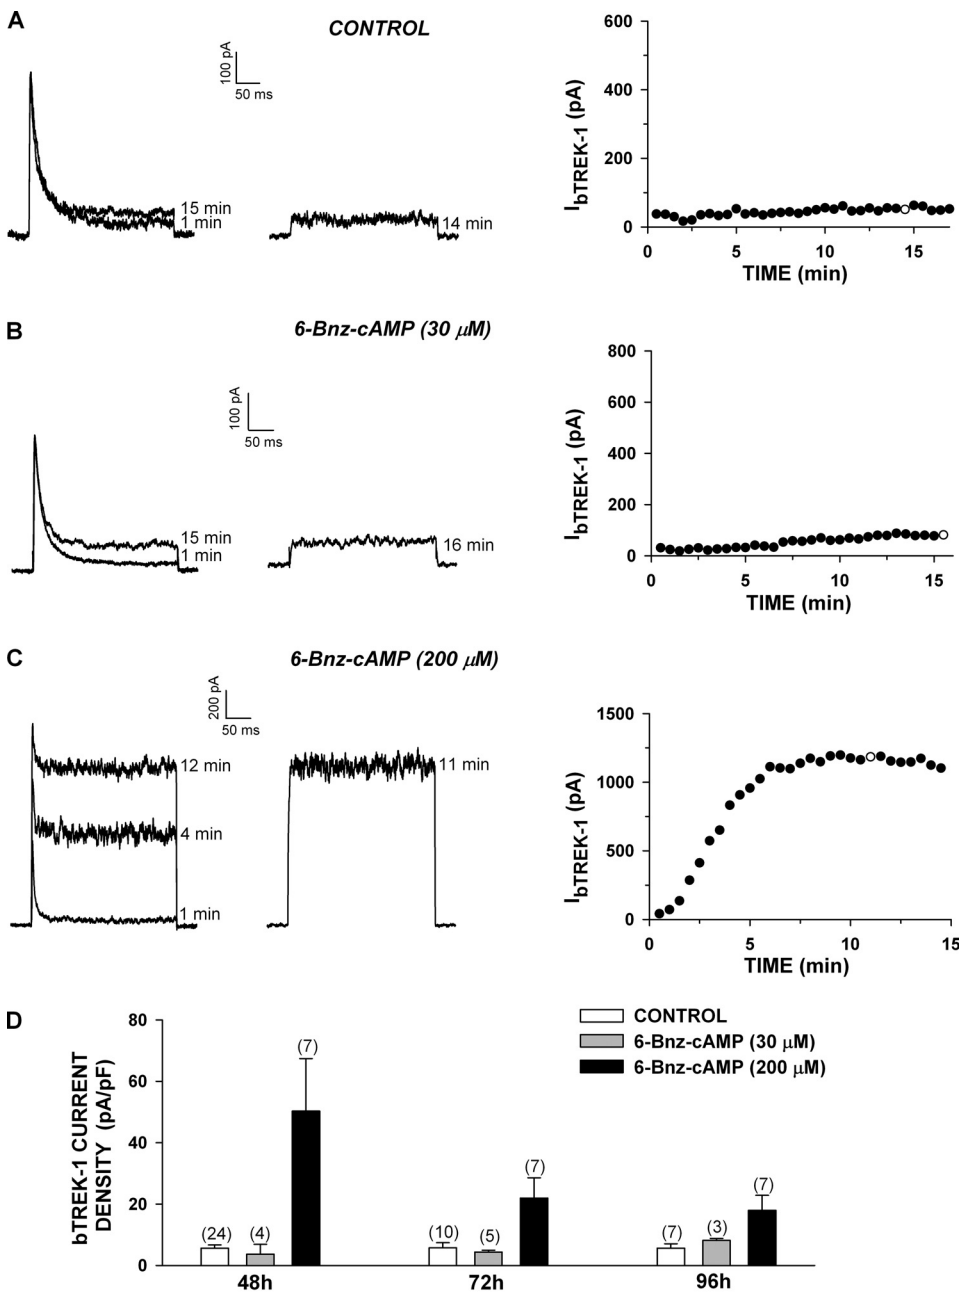 A
CONTROL
100 pA
50 ms
15 min
1 min
14 min
600
400
200
0
0
5
10
15
I bTREK-1 (pA)
TIME (min)
B
6-Bnz-cAMP (30 µM)
100 pA
50 ms
15 min
1 min
16 min
800
600
400
200
0
0
5
10
15
I bTREK-1 (pA)
TIME (min)
C
6-Bnz-cAMP (200 µM)
200 pA
50 ms
12 min
4 min
1 min
11 min
1500
1000
500
0
0
5
10
15
I bTREK-1 (pA)
TIME (min)
D
CONTROL
6-Bnz-cAMP (30 µM)
6-Bnz-cAMP (200 µM)
bTREK-1 CURRENT
DENSITY (pA/pF)
80
60
40
20
0
(24)
(4)
(7)
(10)
(5)
(7)
(7)
(3)
(7)
48h
72h
96h